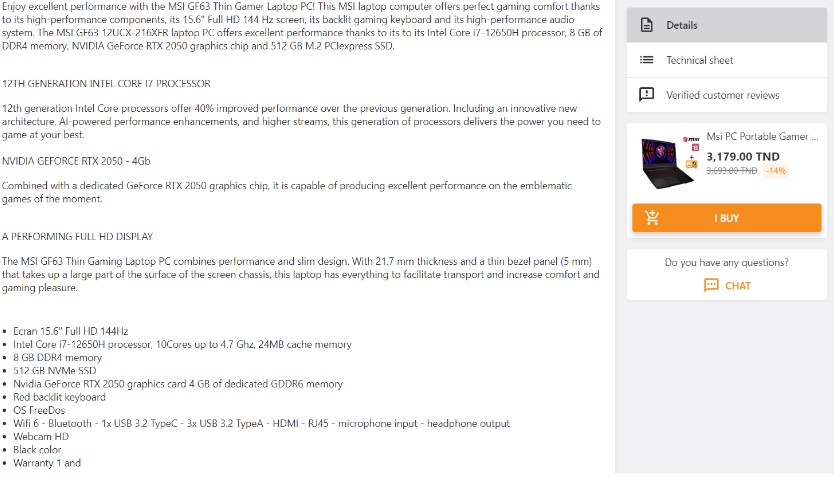 Enjoy excellent performance with the MSI GF63 Thin Gamer Laptop PC! This MSI laptop computer offers perfect gaming comfort thanks
to its high-performance components, its 15.6" Full HD 144 Hz screen, its backlit gaming keyboard and its high-performance audio
system. The MSI GF63 12UCX-216XFR laptop PC offers excellent performance thanks to its to its Intel Core i7-12650H processor, 8 GB of
DDR4 memory, NVIDIA GeForce RTX 2050 graphics chip and 512 GB M.2 PCIexpress SSD.
12TH GENERATION INTEL CORE I7 PROCESSOR
12th generation Intel Core processors offer 40% improved performance over the previous generation. Including an innovative new
architecture, AI-powered performance enhancements, and higher streams, this generation of processors delivers the power you need to
game at your best.
NVIDIA GEFORCE RTX 2050 - 4Gb
Combined with a dedicated GeForce RTX 2050 graphics chip, it is capable of producing excellent performance on the emblematic
games of the moment.
A PERFORMING FULL HD DISPLAY
The MSI GF63 Thin Gaming Laptop PC combines performance and slim design. With 21.7 mm thickness and a thin bezel panel (5 mm)
that takes up a large part of the surface of the screen chassis, this laptop has everything to facilitate transport and increase comfort and
gaming pleasure.
• Ecran 15.6" Full HD 144Hz
• Intel Core i7-12650H processor, 10Cores up to 4.7 Ghz, 24MB cache memory
• 8 GB DDR4 memory
• 512 GB NVMe SSD
• Nvidia GeForce RTX 2050 graphics card 4 GB of dedicated GDDR6 memory
• Red backlit keyboard
• OS FreeDos
• Wifi 6 - Bluetooth - 1x USB 3.2 TypeC - 3x USB 3.2 TypeA - HDMI - RJ45 - microphone input - headphone output
• Webcam HD
• Black color
• Warranty 1 and
Details
Technical sheet
Verified customer reviews
Msi PC Portable Gamer ...
3,179.00 TND
3,693.00 TND -14%
I BUY
Do you have any questions?
CHAT